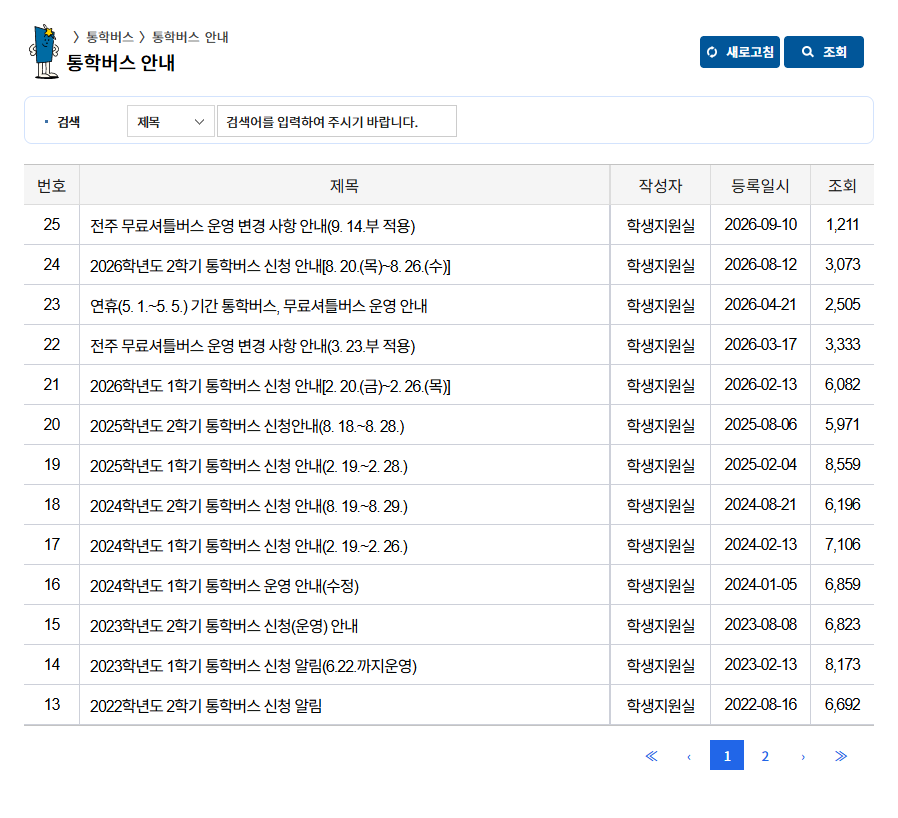 〉 통학버스 〉 통학버스 안내
통학버스 안내
새로고침 조회
검색 제목 검색어를 입력하여 주시기 바랍니다.
번호 제목 작성자 등록일시 조회
25 전주 무료셔틀버스 운영 변경 사항 안내(9. 14.부 적용) 학생지원실 2026-09-10 1,211
24 2026학년도 2학기 통학버스 신청 안내[8. 20.(목)~8. 26.(수)] 학생지원실 2026-08-12 3,073
23 연휴(5. 1.~5. 5.) 기간 통학버스, 무료셔틀버스 운영 안내 학생지원실 2026-04-21 2,505
22 전주 무료셔틀버스 운영 변경 사항 안내(3. 23.부 적용) 학생지원실 2026-03-17 3,333
21 2026학년도 1학기 통학버스 신청 안내[2. 20.(금)~2. 26.(목)] 학생지원실 2026-02-13 6,082
20 2025학년도 2학기 통학버스 신청안내(8. 18.~8. 28.) 학생지원실 2025-08-06 5,971
19 2025학년도 1학기 통학버스 신청 안내(2. 19.~2. 28.) 학생지원실 2025-02-04 8,559
18 2024학년도 2학기 통학버스 신청 안내(8. 19.~8. 29.) 학생지원실 2024-08-21 6,196
17 2024학년도 1학기 통학버스 신청 안내(2. 19.~2. 26.) 학생지원실 2024-02-13 7,106
16 2024학년도 1학기 통학버스 운영 안내(수정) 학생지원실 2024-01-05 6,859
15 2023학년도 2학기 통학버스 신청(운영) 안내 학생지원실 2023-08-08 6,823
14 2023학년도 1학기 통학버스 신청 알림(6.22.까지운영) 학생지원실 2023-02-13 8,173
13 2022학년도 2학기 통학버스 신청 알림 학생지원실 2022-08-16 6,692
≪ ‹ 1 2 › ≫